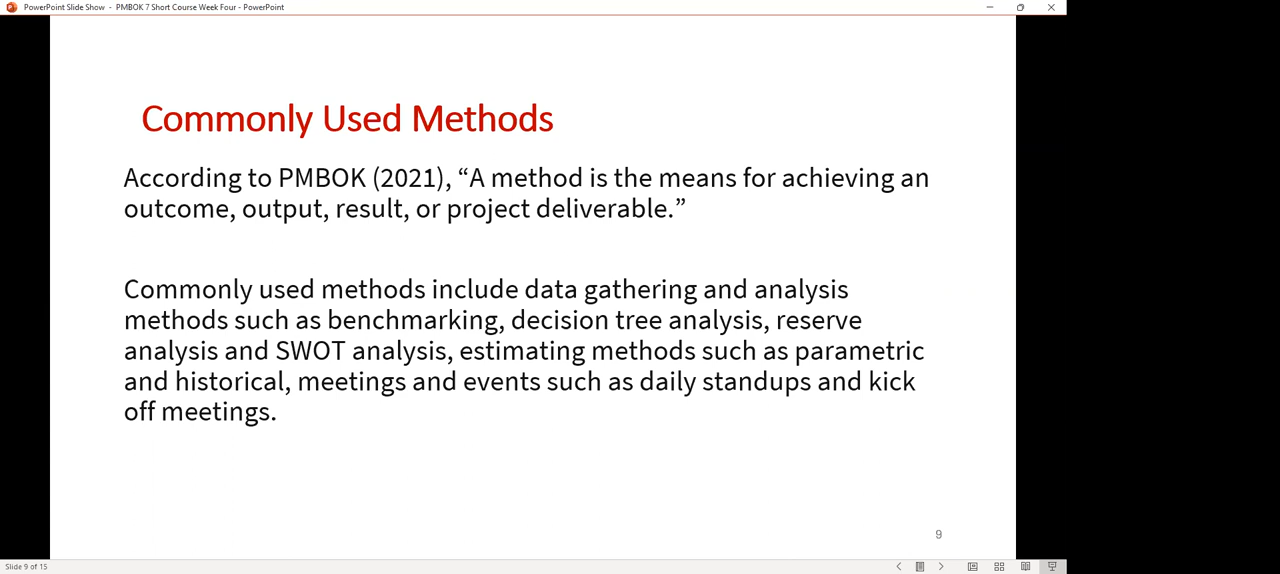 PowerPoint Slide Show - PMBOK 7 Short Course Week Four - PowerPoint
Commonly Used Methods
According to PMBOK (2021), “A method is the means for achieving an
outcome, output, result, or project deliverable.”
Commonly used methods include data gathering and analysis
methods such as benchmarking, decision tree analysis, reserve
analysis and SWOT analysis, estimating methods such as parametric
and historical, meetings and events such as daily standups and kick
off meetings.
9
Slide 9 of 15